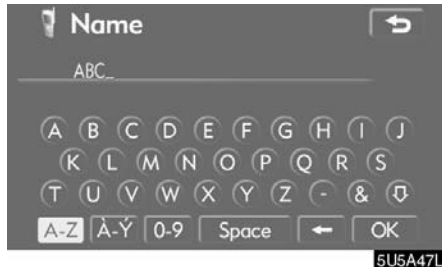 Name
ABC_
A B C D E F G H I J
K L M N O P Q R S
T U V W X Y Z - &
A-Z À-Ý 0-9 Space OK
5U5A47L